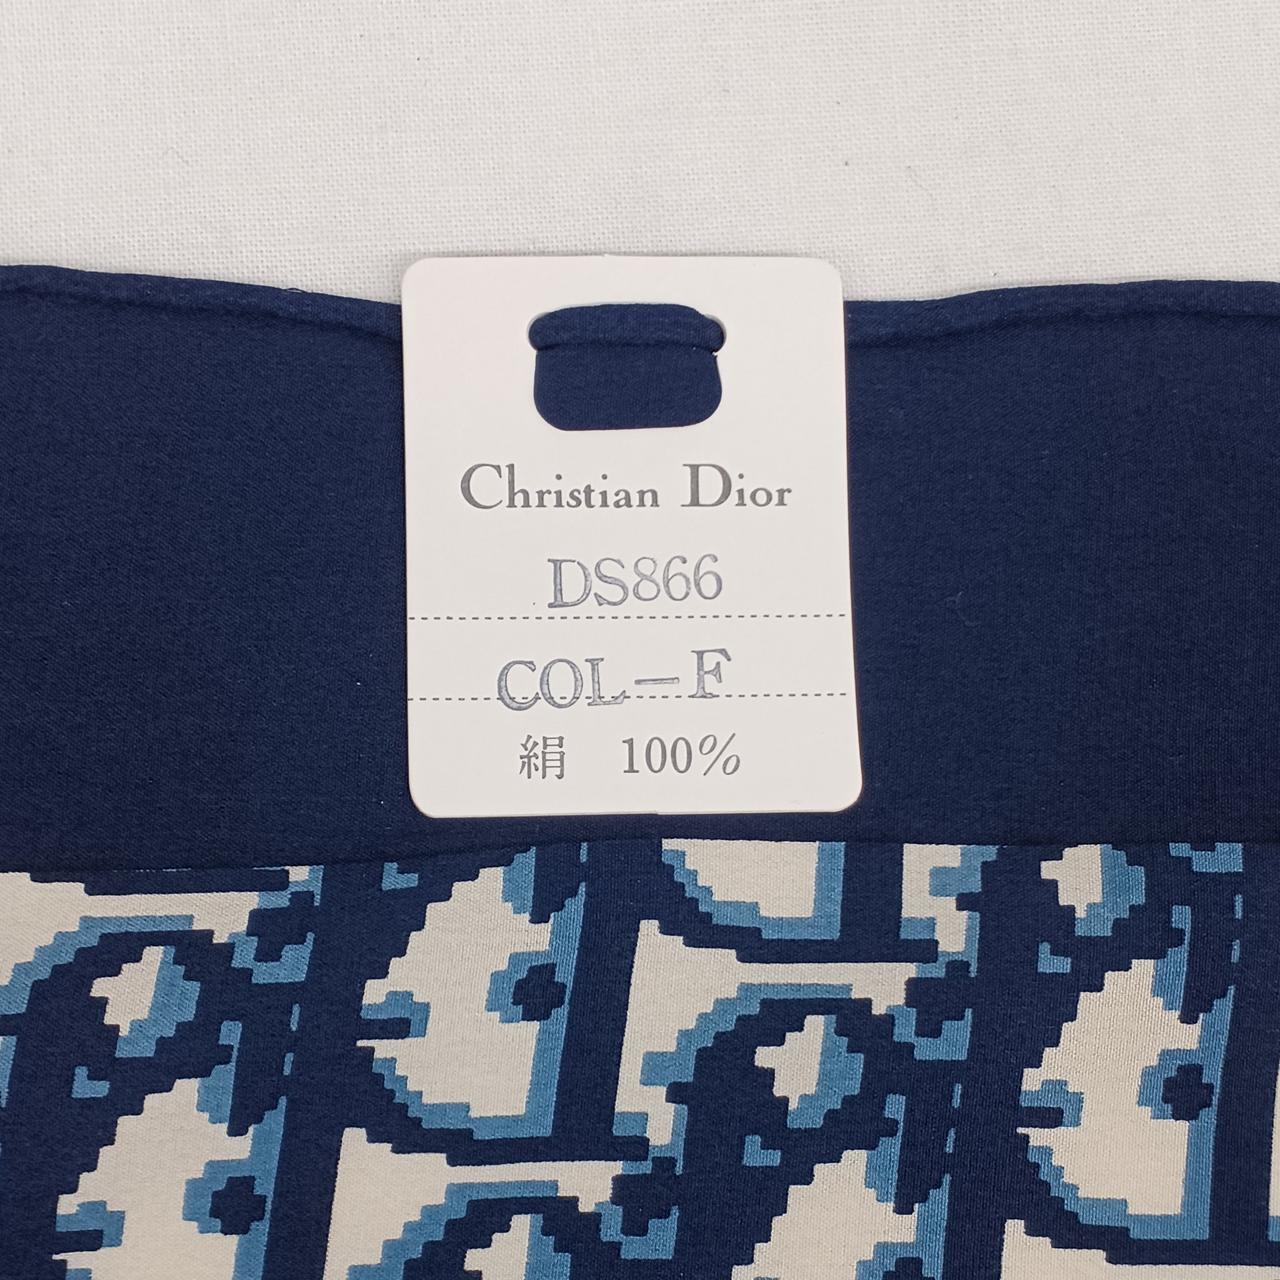 Christian Dior
DS866
COL-F
絹 100%